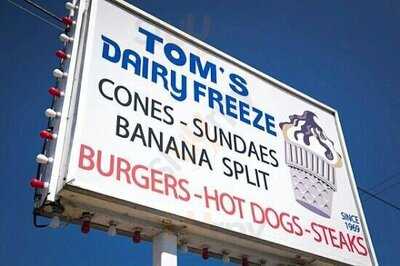 TOM'S
DAIRY FREEZE
CONES - SUNDAES
BANANA SPLIT
BURGERS - HOT DOGS - STEAKS
SINCE
1969